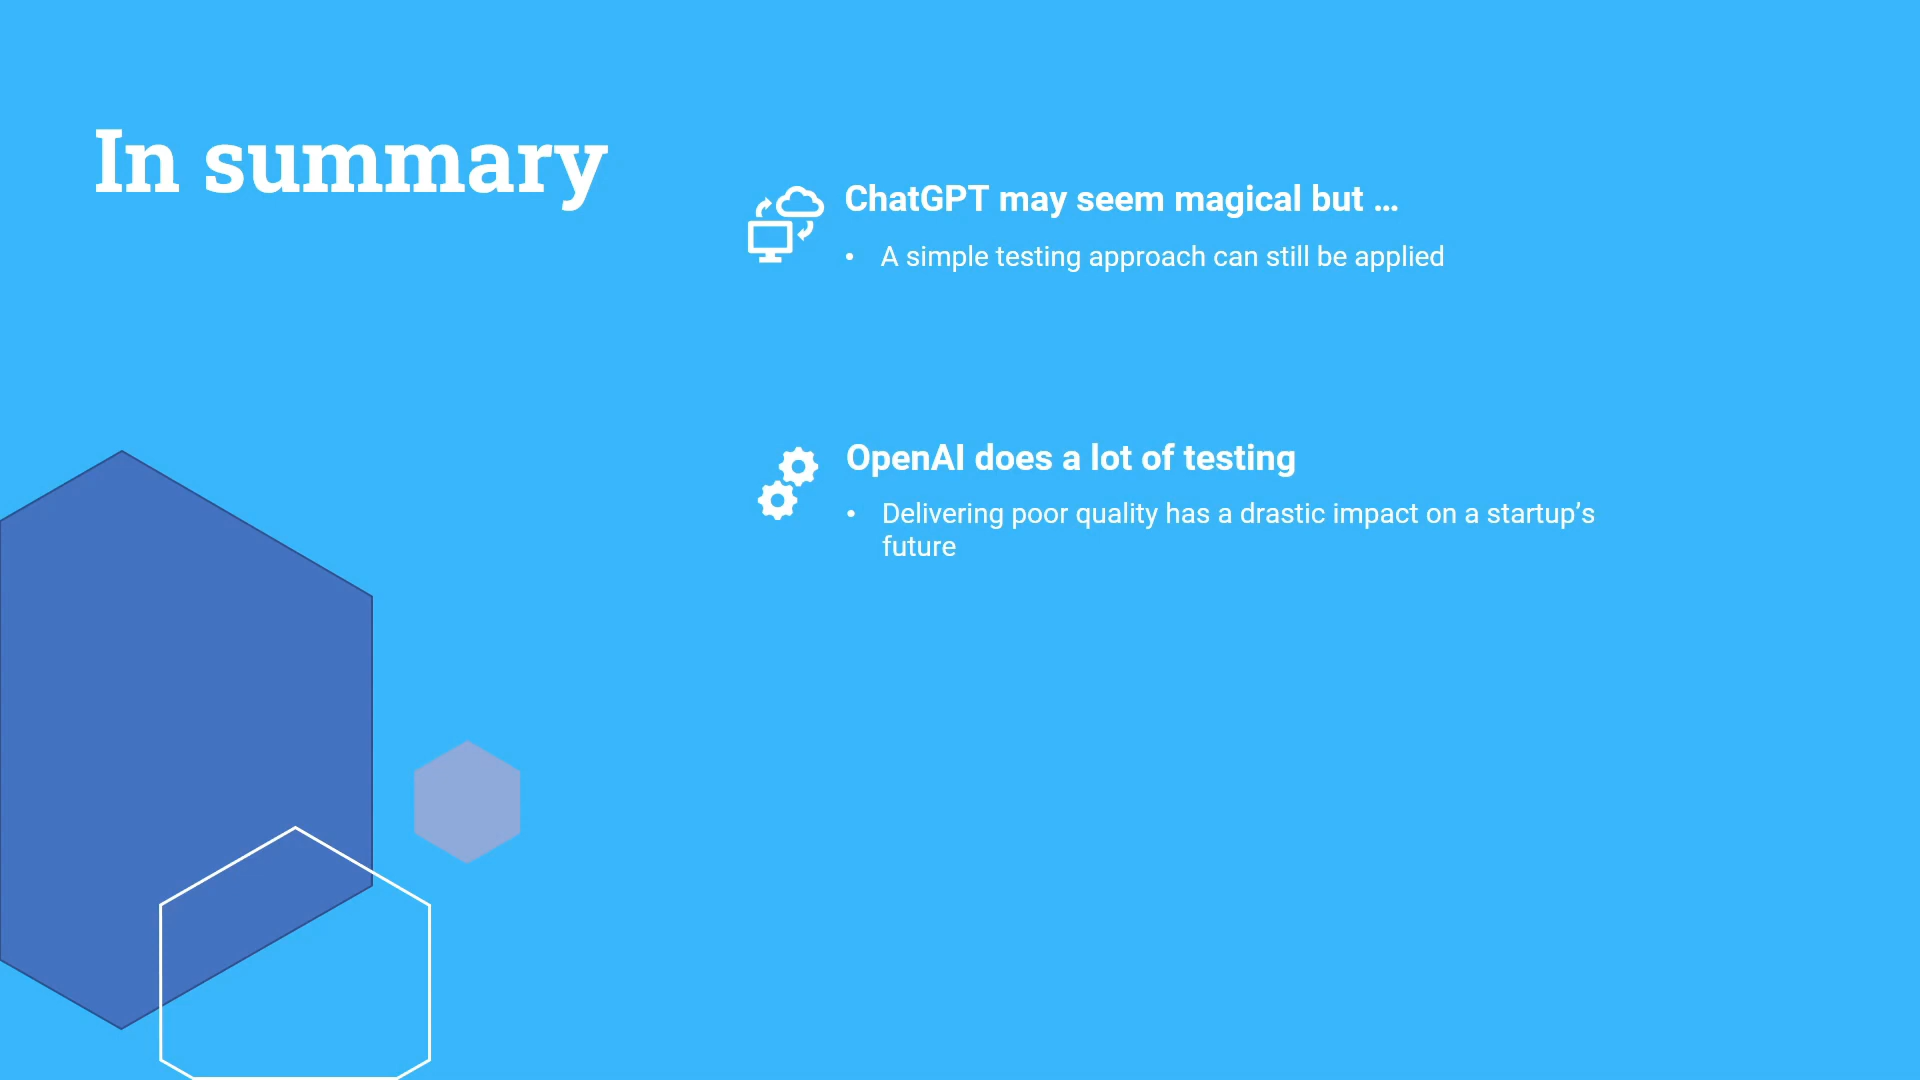 In summary
ChatGPT may seem magical but ...
• A simple testing approach can still be applied
OpenAI does a lot of testing
• Delivering poor quality has a drastic impact on a startup’s
future